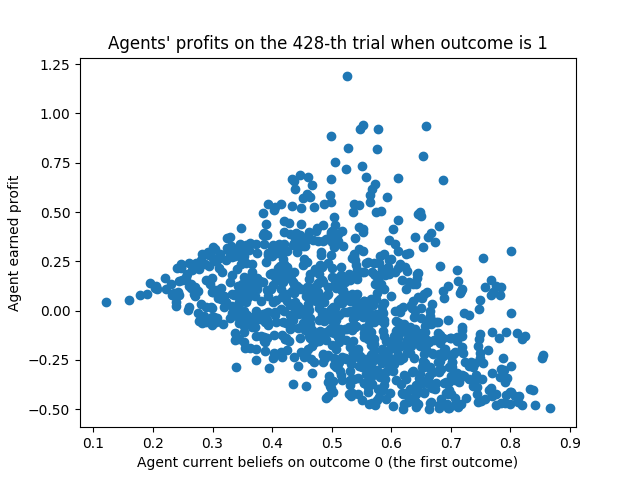 Agents' profits on the 428-th trial when outcome is 1
1.25
1.00
0.75
0.50
0.25
0.00
−0.25
−0.50
Agent earned profit
0.1 0.2 0.3 0.4 0.5 0.6 0.7 0.8 0.9
Agent current beliefs on outcome 0 (the first outcome)